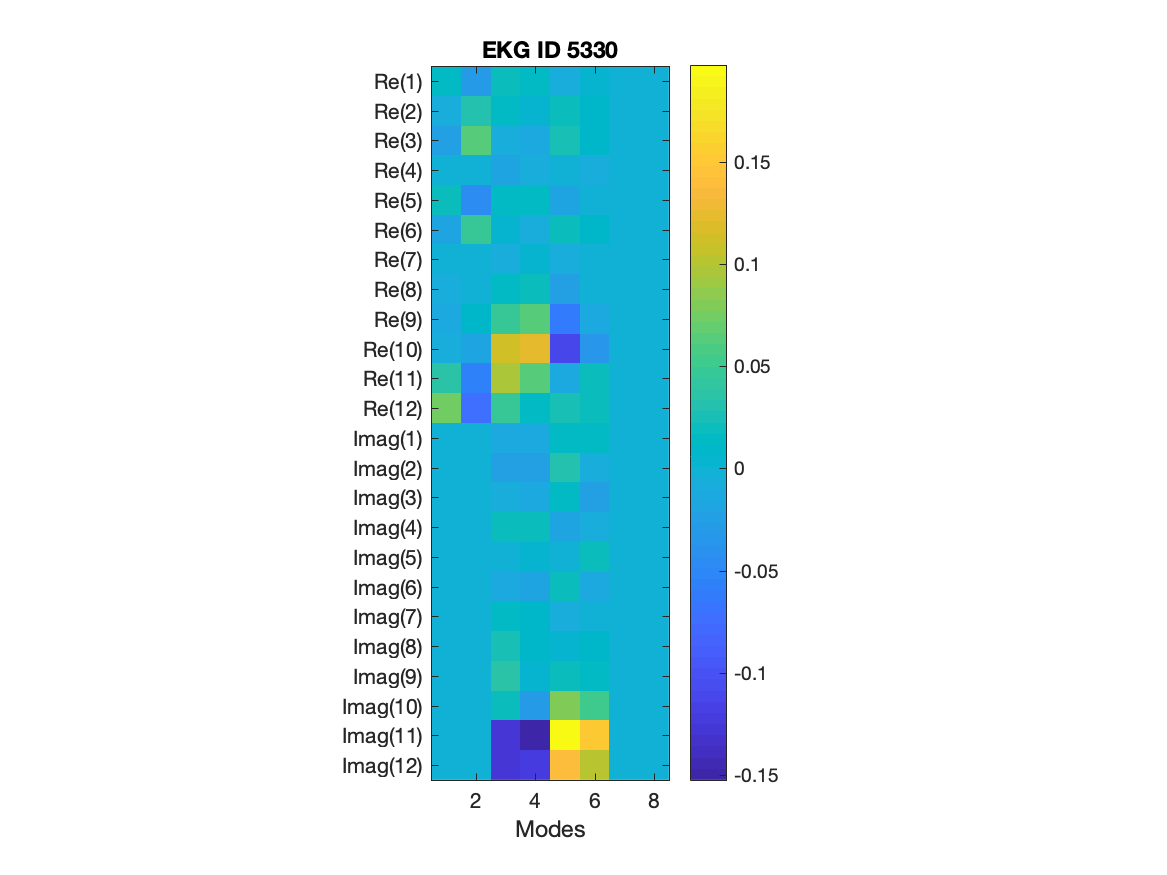 EKG ID 5330
Re(1)
Re(2)
Re(3)
Re(4)
Re(5)
Re(6)
Re(7)
Re(8)
Re(9)
Re(10)
Re(11)
Re(12)
Imag(1)
Imag(2)
Imag(3)
Imag(4)
Imag(5)
Imag(6)
Imag(7)
Imag(8)
Imag(9)
Imag(10)
Imag(11)
Imag(12)
2 4 6 8
Modes
0.15
0.1
0.05
0
-0.05
-0.1
-0.15